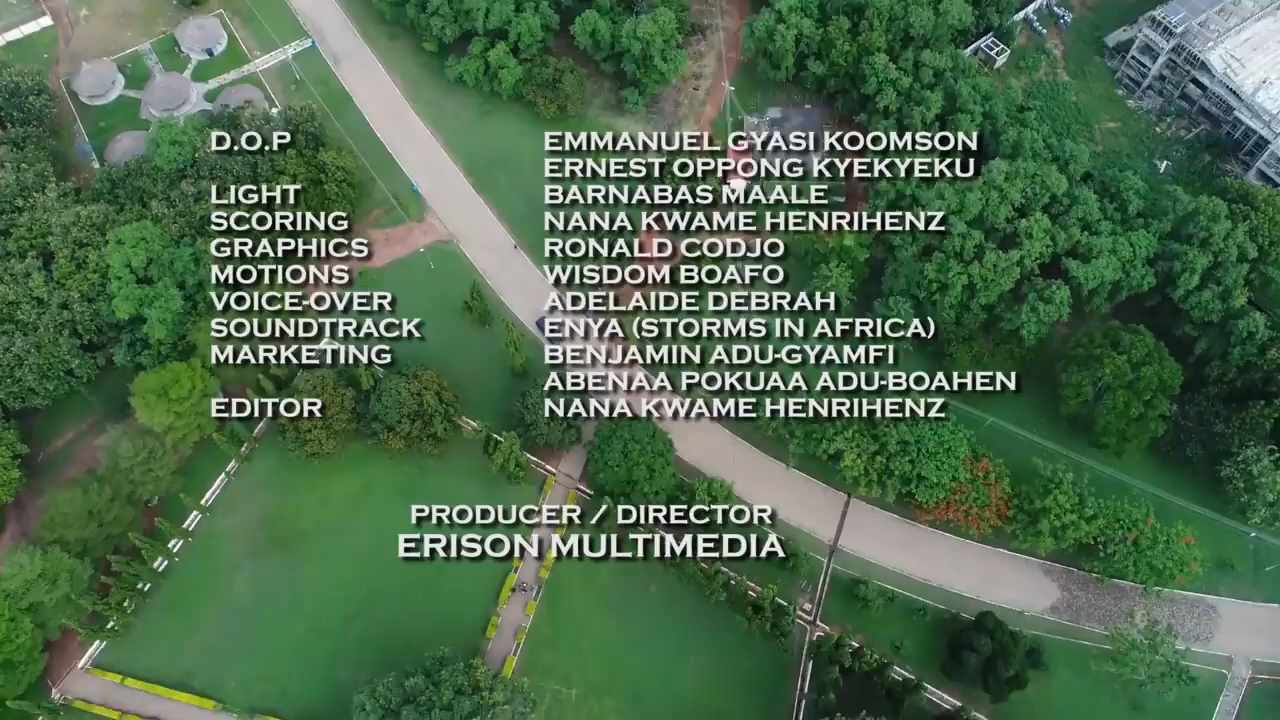 D.O.P EMMANUEL GYASI KOOMSON
ERNEST OPPONG KYEKYEKU
LIGHT BARNABAS MAALE
SCORING NANA KWAME HENRIHENZ
GRAPHICS RONALD CODJO
MOTIONS WISDOM BOAFO
VOICE-OVER ADELAIDE DEBRAH
SOUNDTRACK ENYA (STORMS IN AFRICA)
MARKETING BENJAMIN ADU-GYAMFI
ABENAA POKUAA ADU-BOAHEN
EDITOR NANA KWAME HENRIHENZ
PRODUCER / DIRECTOR
ERISON MULTIMEDIA